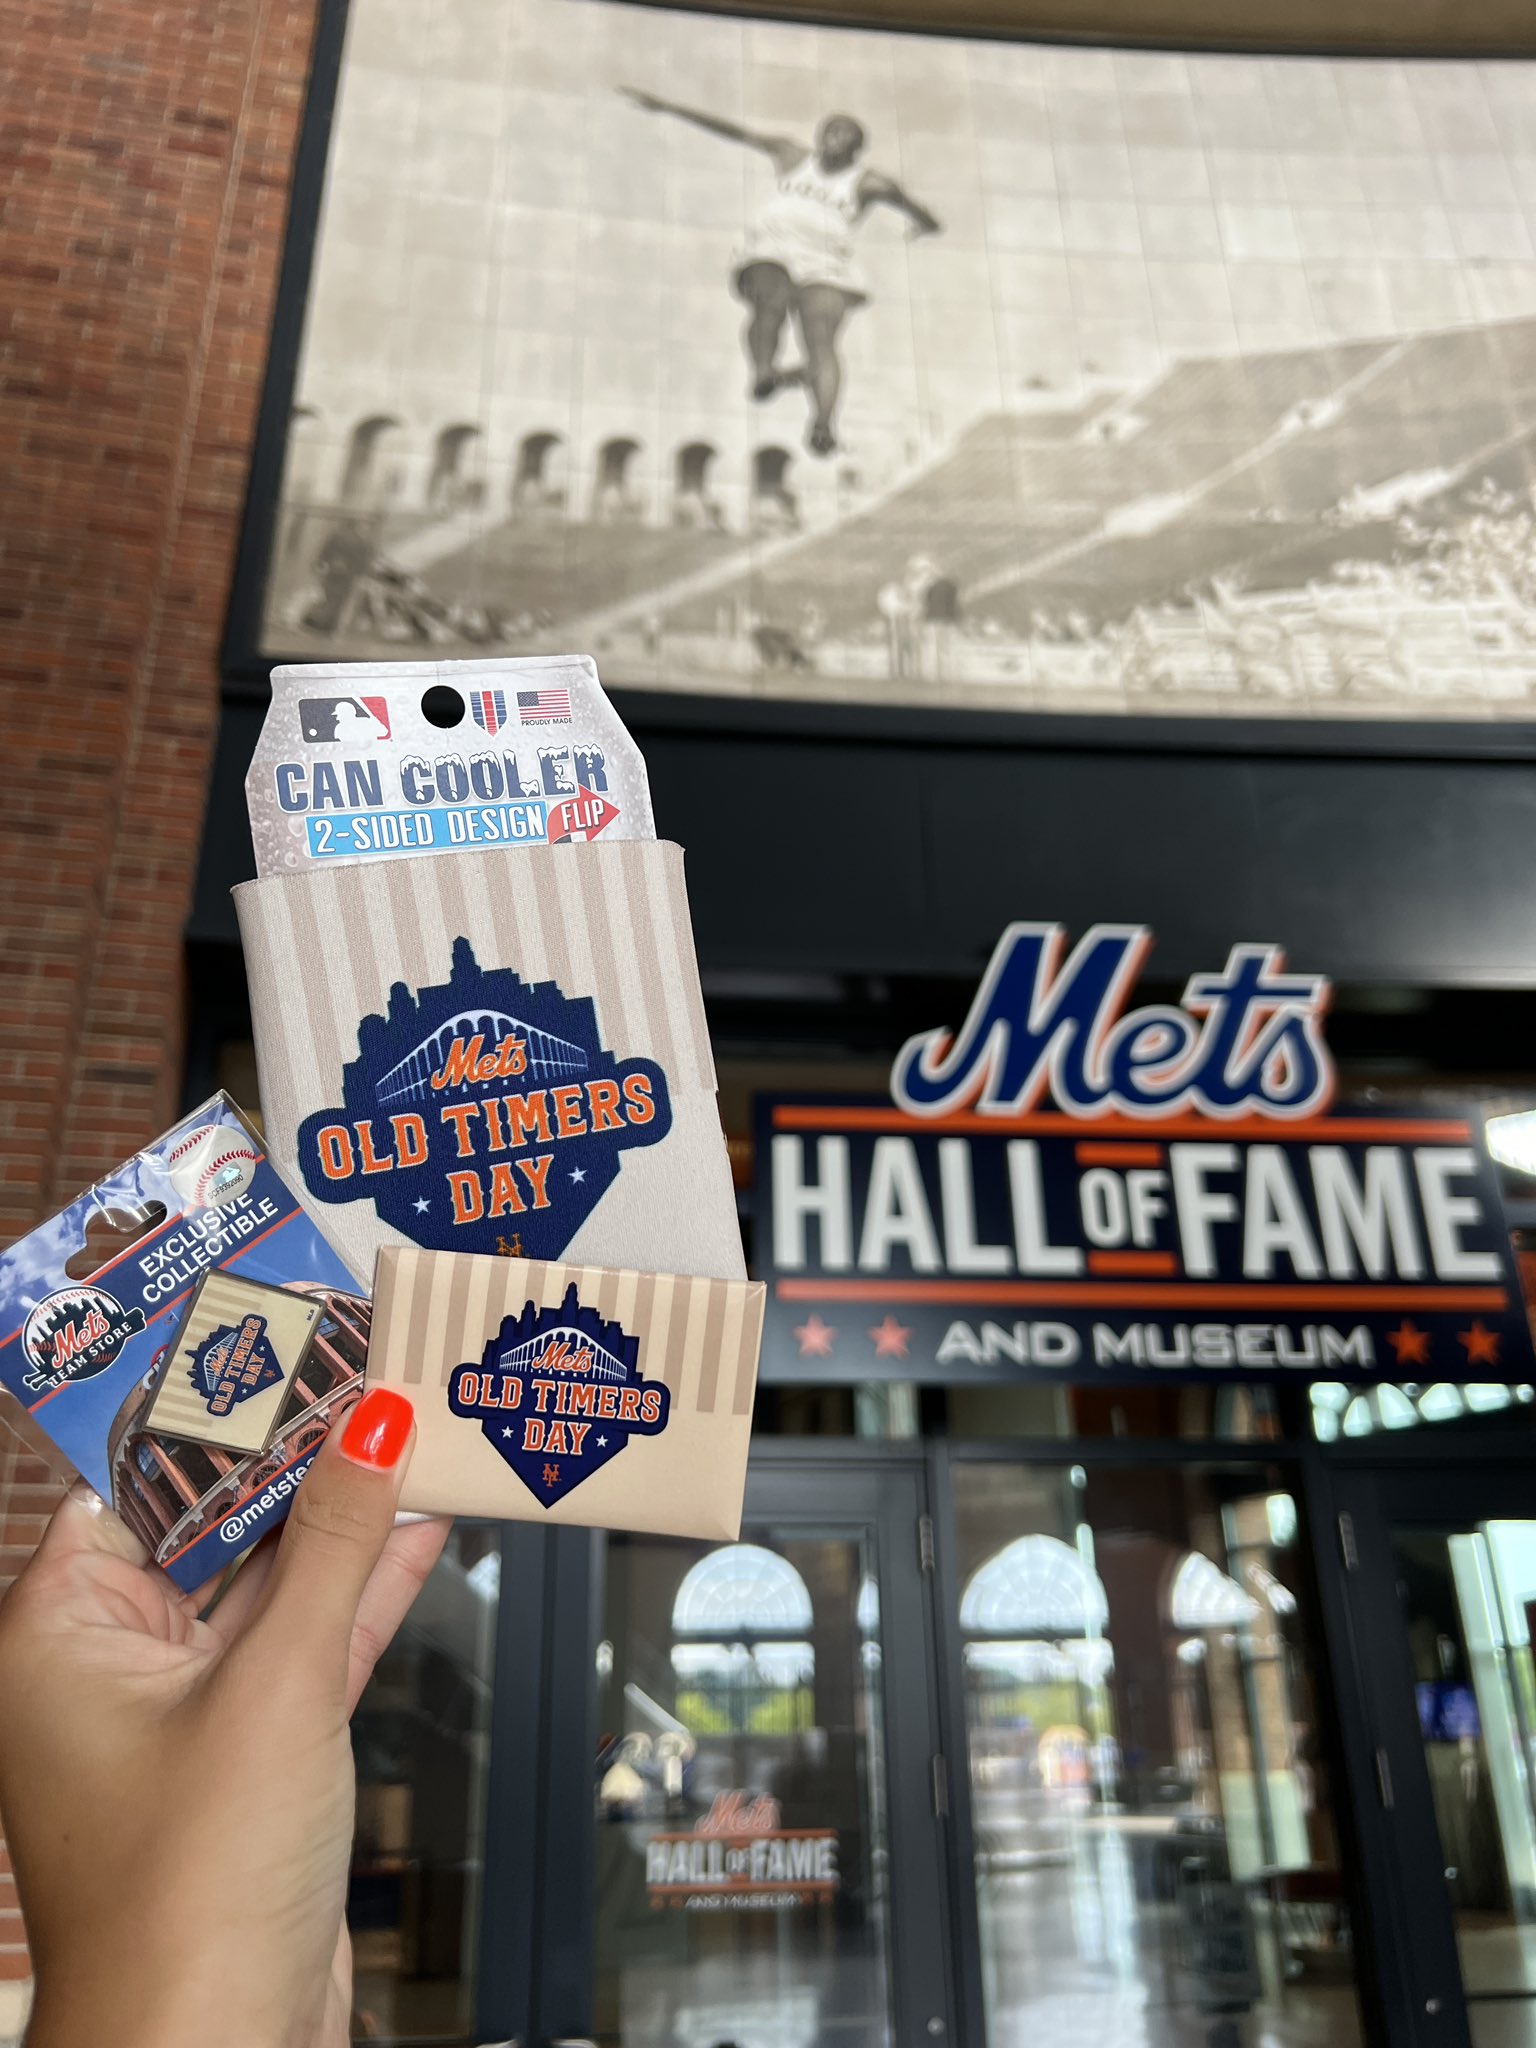 PROUDLY MADE
CAN COOLER
2-SIDED DESIGN FLIP
Mets
OLD TIMERS
DAY
NY
EXCLUSIVE
COLLECTIBLE
Mets
TEAM STORE
Mets
OLD TIMERS
DAY
@metste
Mets
OLD TIMERS
DAY
NY
Mets
HALL OF FAME
AND MUSEUM
Mets
HALL OF FAME
AND MUSEUM